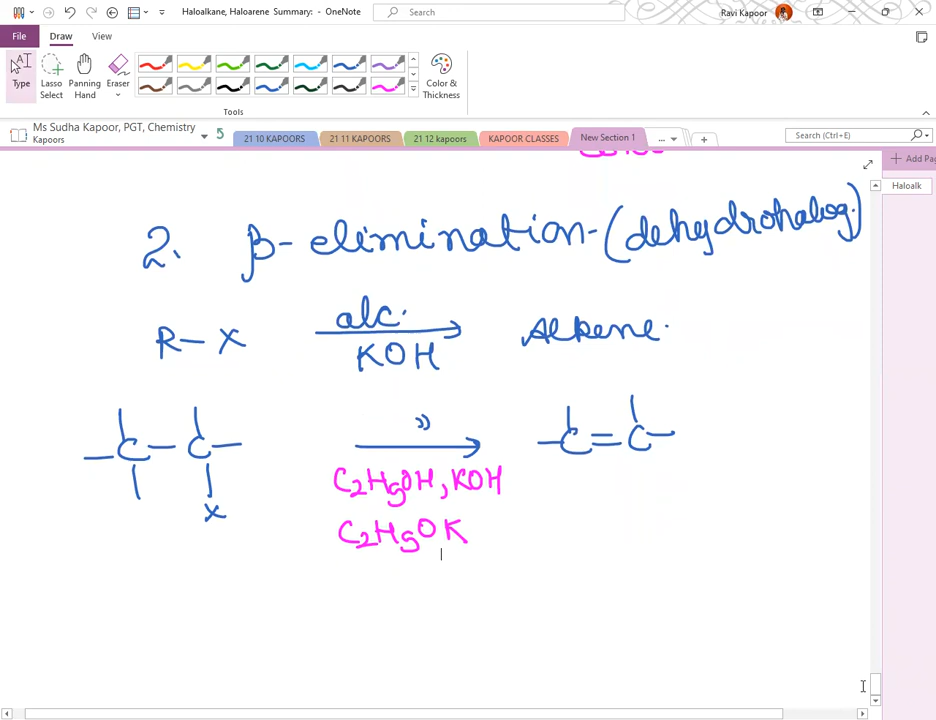 Haloalkane, Haloarene Summary: - OneNote
Search
Ravi Kapoor
File
Draw
View
Type
Lasso Select
Panning Hand
Eraser
Color & Thickness
Tools
Ms Sudha Kapoor, PGT, Chemistry
Kapoors
21 10 KAPOORS
21 11 KAPOORS
21 12 kapoors
KAPOOR CLASSES
New Section 1
...
Search (Ctrl+E)
Add Pag
Haloalk
2. β- elimination-(dehydrohalog.)
R-X alc. KOH Alkene.
C - C X )) C = C
C2H5OH, KOH
C2H5OK